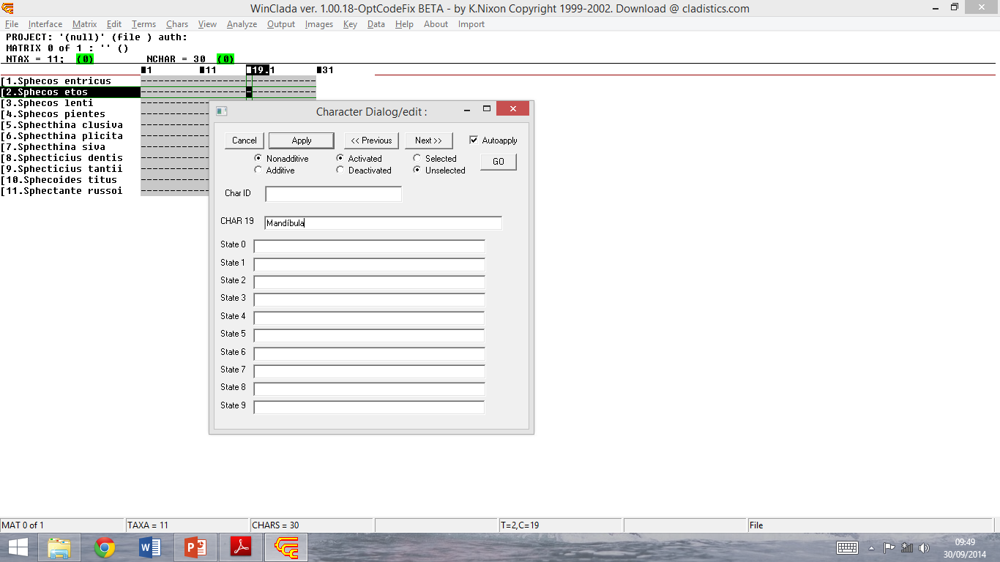 WinClada ver. 1.00.18-OptCodeFix BETA - by K.Nixon Copyright 1999-2002. Download @ cladistics.com
File Interface Matrix Edit Terms Chars View Analyze Output Images Key Data Help About Import
PROJECT: '(null)' (file ) auth:
MATRIX 0 of 1 : '' ()
NTAX = 11; (0) NCHAR = 30 (0)
1 11 19.1 31
[1.Sphecos entricus
[2.Sphecos etos
[3.Sphecos lenti
[4.Sphecos pientes
[5.Sphecthina clusiva
[6.Sphecthina plicita
[7.Sphecthina siva
[8.Sphecticius dentis
[9.Sphecticius tantii
[10.Sphecoides titus
[11.Sphectante russoi
Character Dialog/edit :
Cancel Apply << Previous Next >> Autoapply
Nonadditive Activated Selected GO
Additive Deactivated Unselected
Char ID
CHAR 19 Mandíbula
State 0
State 1
State 2
State 3
State 4
State 5
State 6
State 7
State 8
State 9
MAT 0 of 1 TAXA = 11 CHARS = 30 T=2,C=19 File
09:49
30/09/2014